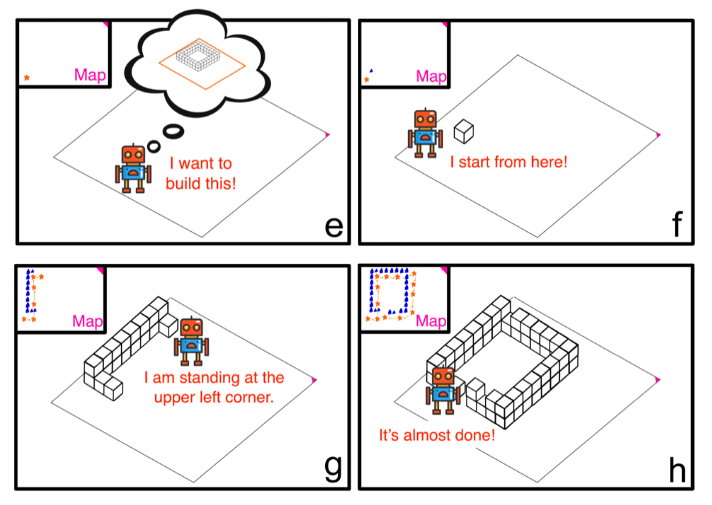 Map
I want to
build this!
e
Map
I start from here!
f
Map
I am standing at the
upper left corner.
g
Map
It's almost done!
h